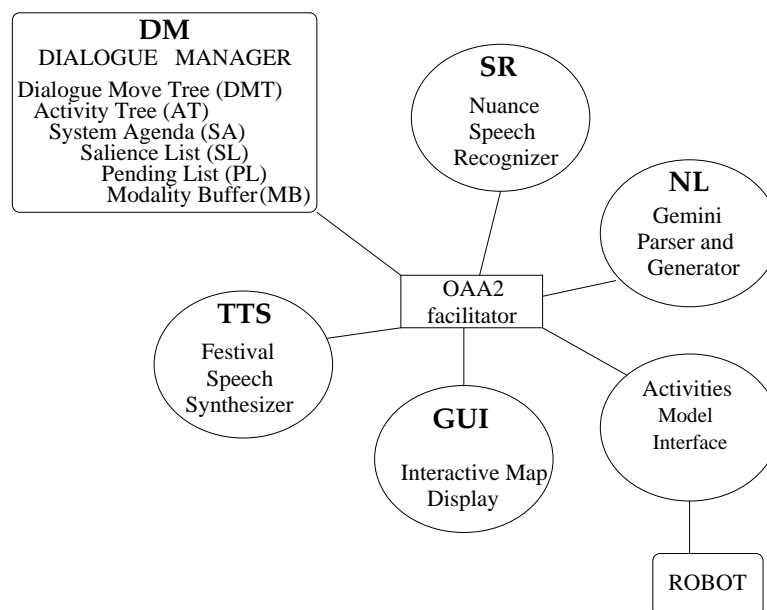 DM
DIALOGUE MANAGER
Dialogue Move Tree (DMT)
Activity Tree (AT)
System Agenda (SA)
Salience List (SL)
Pending List (PL)
Modality Buffer (MB)
SR
Nuance
Speech
Recognizer
NL
Gemini
Parser and
Generator
OAA2
facilitator
TTS
Festival
Speech
Synthesizer
GUI
Interactive Map
Display
Activities
Model
Interface
ROBOT